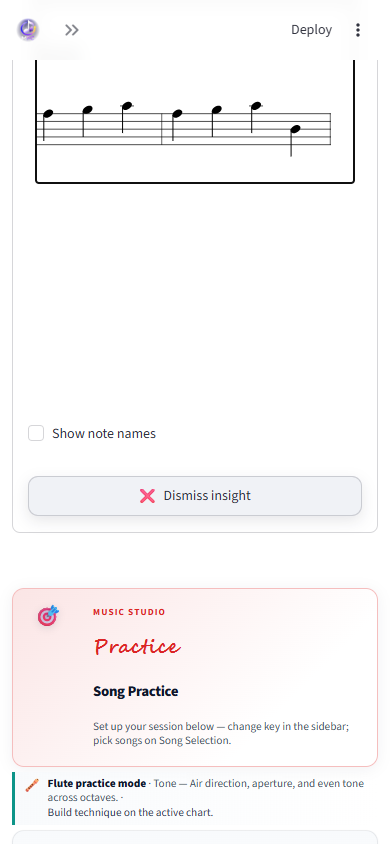 Deploy
Show note names
❌ Dismiss insight
MUSIC STUDIO
Practice
Song Practice
Set up your session below — change key in the sidebar;
pick songs on Song Selection.
Flute practice mode · Tone — Air direction, aperture, and even tone
across octaves. ·
Build technique on the active chart.